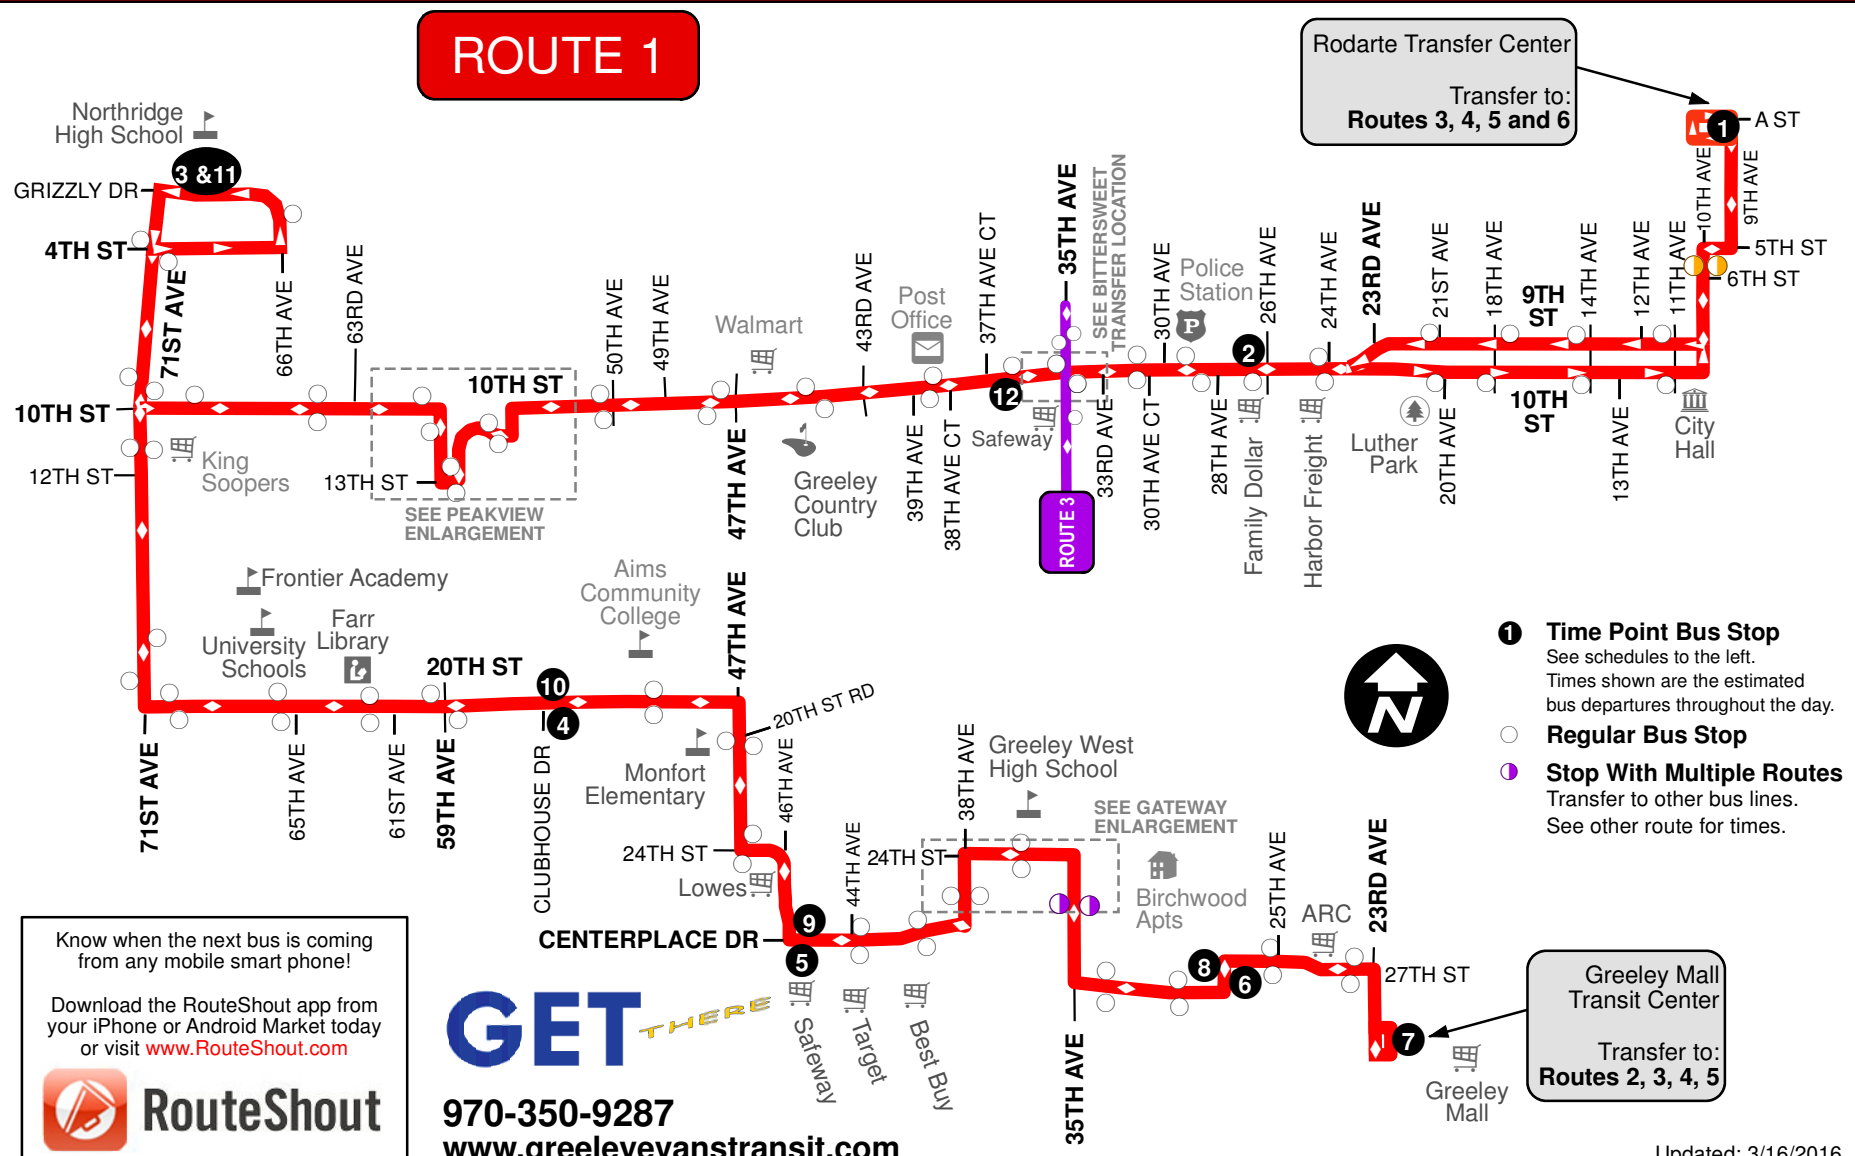 ROUTE 1
Rodarte Transfer Center
Transfer to:
Routes 3, 4, 5 and 6
1
A ST
10TH AVE
9TH AVE
5TH ST
6TH ST
Northridge
High School
3 &11
GRIZZLY DR
4TH ST
71ST AVE
66TH AVE
63RD AVE
10TH ST
10TH ST
12TH ST
King
Soopers
13TH ST
SEE PEAKVIEW
ENLARGEMENT
50TH AVE
49TH AVE
Walmart
47TH AVE
43RD AVE
Greeley
Country
Club
Post
Office
39TH AVE
38TH AVE CT
37TH AVE CT
12
Safeway
35TH AVE
ROUTE 3
SEE BITTERSWEET
TRANSFER LOCATION
33RD AVE
30TH AVE
30TH AVE CT
Police
Station
P
28TH AVE
2
26TH AVE
Family Dollar
24TH AVE
Harbor Freight
23RD AVE
Luther
Park
21ST AVE
20TH AVE
18TH AVE
9TH
ST
10TH
ST
14TH AVE
13TH AVE
12TH AVE
11TH AVE
City
Hall
Frontier Academy
University
Schools
Farr
Library
20TH ST
71ST AVE
65TH AVE
61ST AVE
59TH AVE
10
4
CLUBHOUSE DR
Aims
Community
College
47TH AVE
20TH ST RD
Monfort
Elementary
46TH AVE
24TH ST
Lowes
9
CENTERPLACE DR
5
44TH AVE
Safeway
Target
Best Buy
38TH AVE
24TH ST
Greeley West
High School
SEE GATEWAY
ENLARGEMENT
Birchwood
Apts
35TH AVE
8
6
25TH AVE
ARC
23RD AVE
27TH ST
7
Greeley
Mall
Greeley Mall
Transit Center
Transfer to:
Routes 2, 3, 4, 5
N
1 Time Point Bus Stop
See schedules to the left.
Times shown are the estimated
bus departures throughout the day.
Regular Bus Stop
Stop With Multiple Routes
Transfer to other bus lines.
See other route for times.
Know when the next bus is coming
from any mobile smart phone!
Download the RouteShout app from
your iPhone or Android Market today
or visit www.RouteShout.com
RouteShout
GET THERE
970-350-9287
www.greeleyevanstransit.com
Updated: 3/16/2016